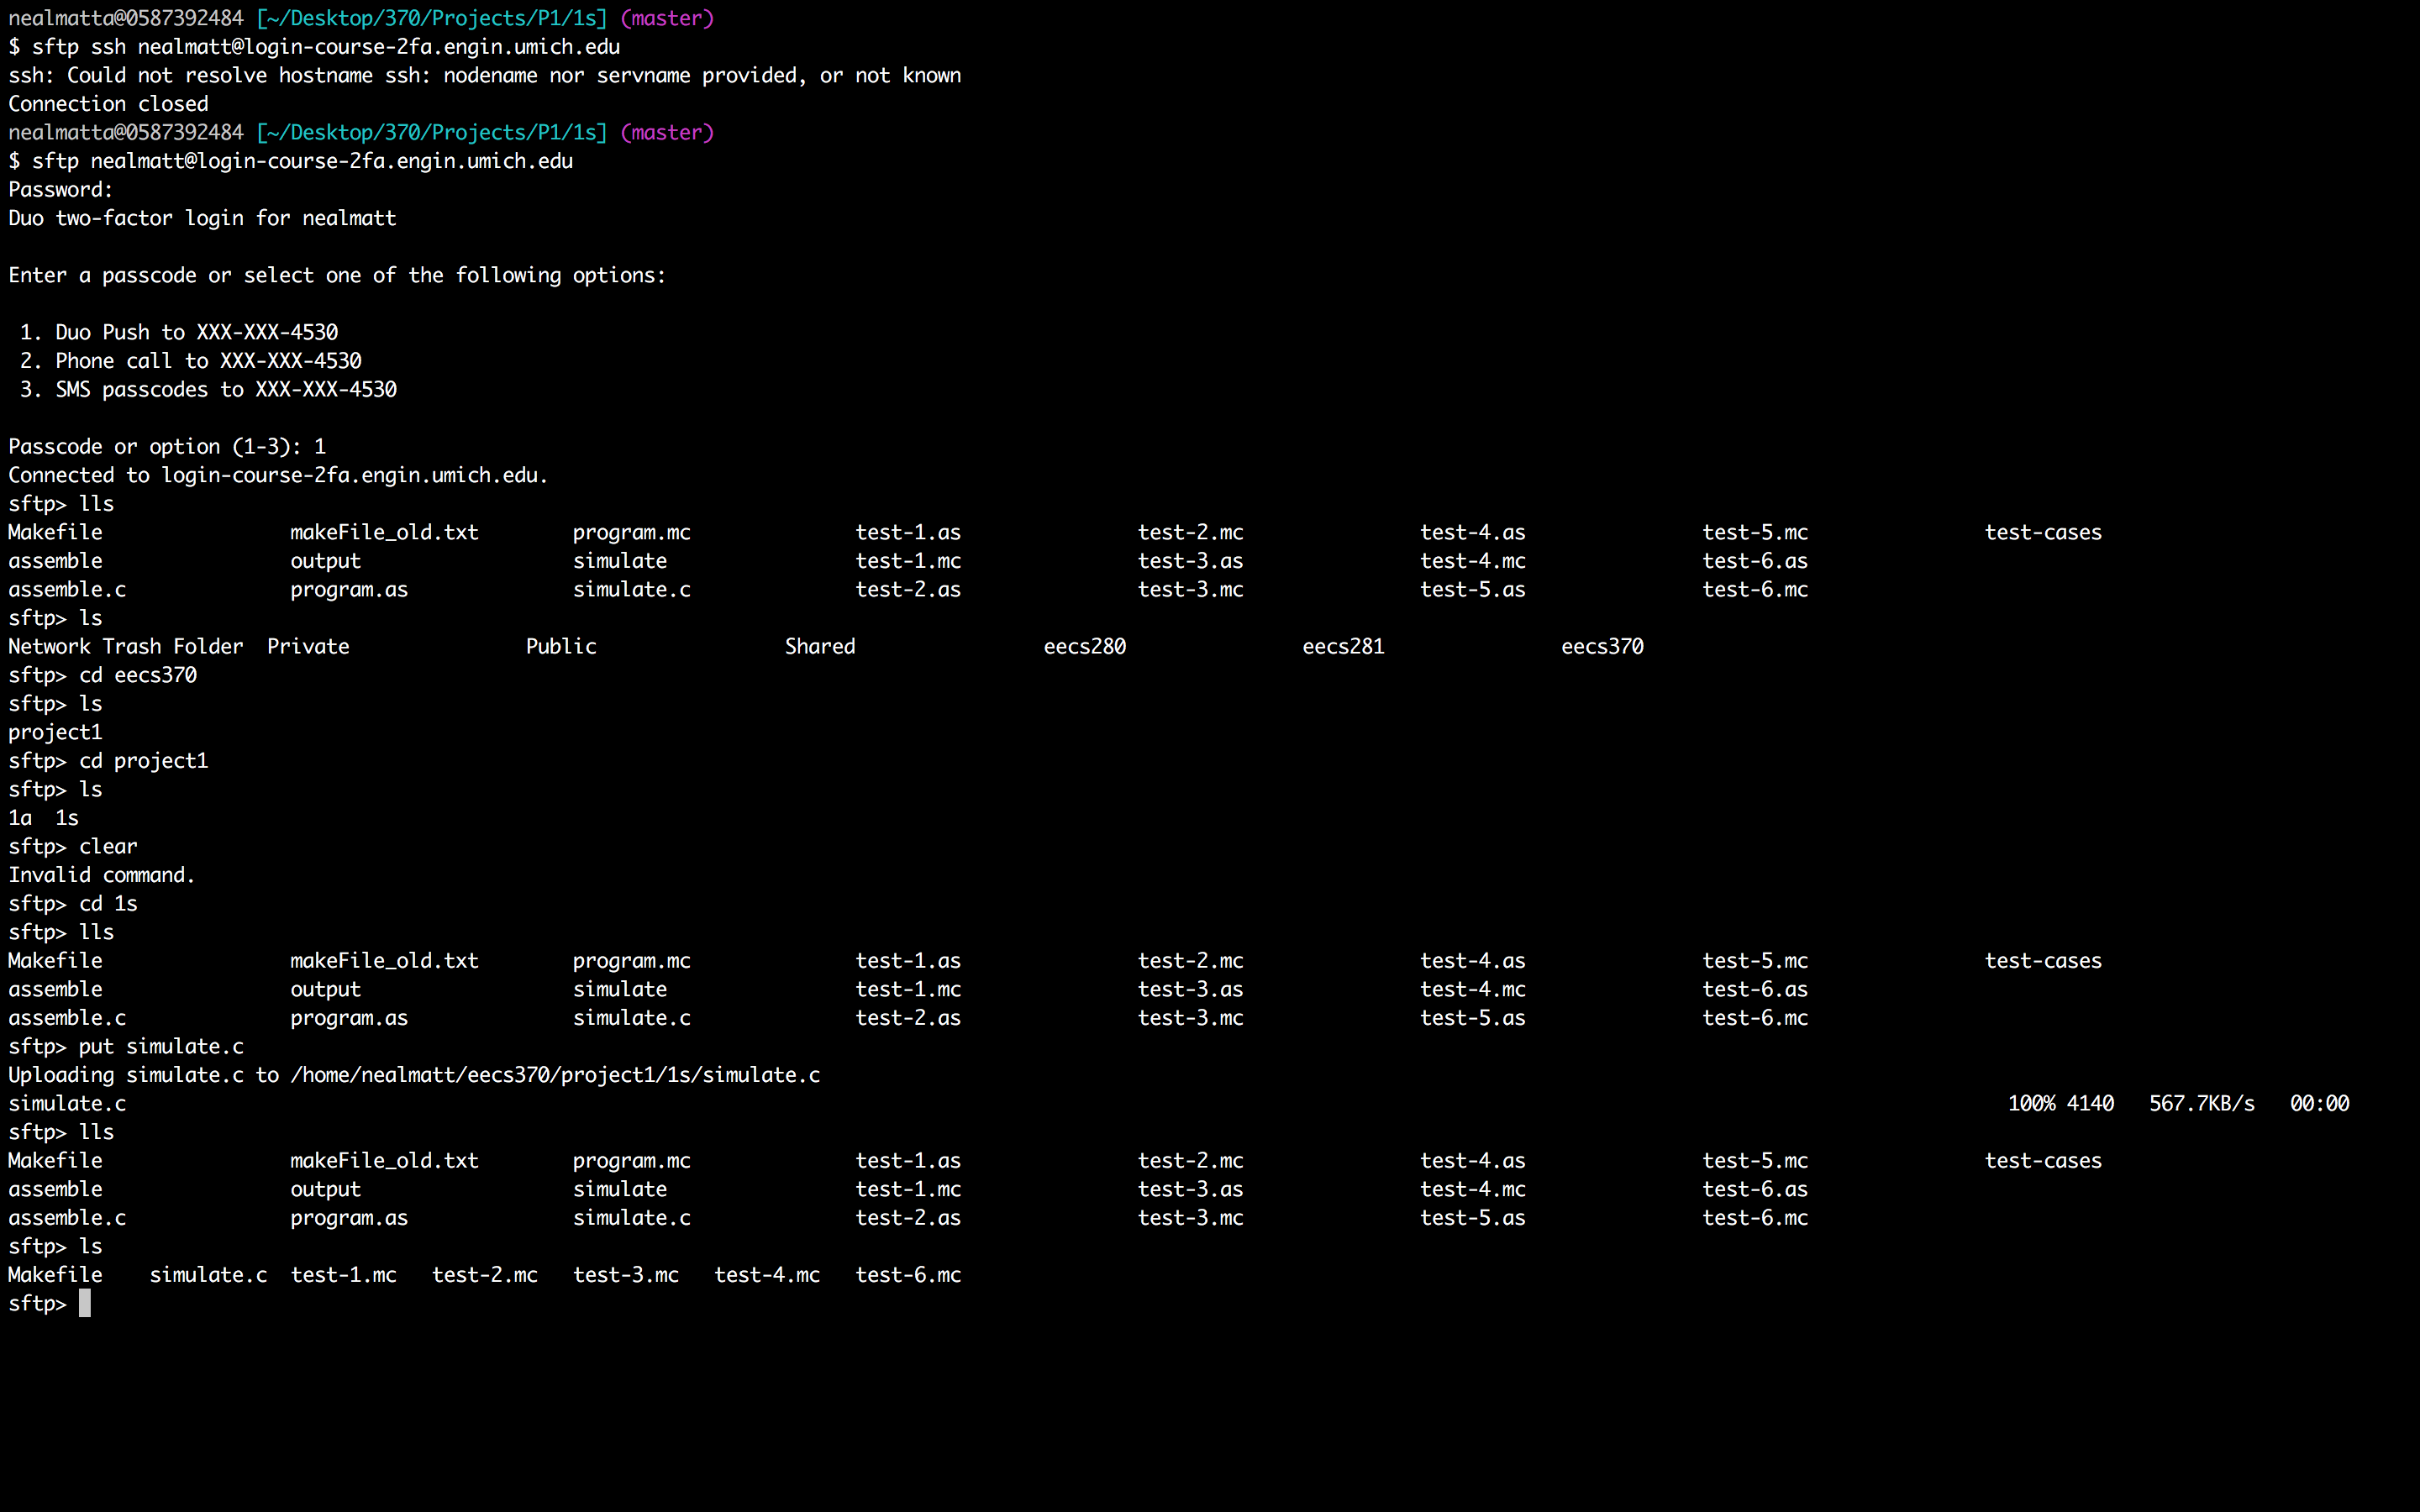 nealmatta@0587392484 [~/Desktop/370/Projects/P1/1s] (master)
$ sftp ssh nealmatt@login-course-2fa.engin.umich.edu
ssh: Could not resolve hostname ssh: nodename nor servname provided, or not known
Connection closed
nealmatta@0587392484 [~/Desktop/370/Projects/P1/1s] (master)
$ sftp nealmatt@login-course-2fa.engin.umich.edu
Password:
Duo two-factor login for nealmatt

Enter a passcode or select one of the following options:

 1. Duo Push to XXX-XXX-4530
 2. Phone call to XXX-XXX-4530
 3. SMS passcodes to XXX-XXX-4530

Passcode or option (1-3): 1
Connected to login-course-2fa.engin.umich.edu.
sftp> lls
Makefile                makeFile_old.txt        program.mc              test-1.as               test-2.mc               test-4.as               test-5.mc               test-cases
assemble                output                  simulate                test-1.mc               test-3.as               test-4.mc               test-6.as
assemble.c              program.as              simulate.c              test-2.as               test-3.mc               test-5.as               test-6.mc
sftp> ls
Network Trash Folder  Private               Public                Shared                eecs280               eecs281               eecs370
sftp> cd eecs370
sftp> ls
project1
sftp> cd project1
sftp> ls
1a  1s
sftp> clear
Invalid command.
sftp> cd 1s
sftp> lls
Makefile                makeFile_old.txt        program.mc              test-1.as               test-2.mc               test-4.as               test-5.mc               test-cases
assemble                output                  simulate                test-1.mc               test-3.as               test-4.mc               test-6.as
assemble.c              program.as              simulate.c              test-2.as               test-3.mc               test-5.as               test-6.mc
sftp> put simulate.c
Uploading simulate.c to /home/nealmatt/eecs370/project1/1s/simulate.c
simulate.c                                                    100% 4140   567.7KB/s   00:00
sftp> lls
Makefile                makeFile_old.txt        program.mc              test-1.as               test-2.mc               test-4.as               test-5.mc               test-cases
assemble                output                  simulate                test-1.mc               test-3.as               test-4.mc               test-6.as
assemble.c              program.as              simulate.c              test-2.as               test-3.mc               test-5.as               test-6.mc
sftp> ls
Makefile    simulate.c  test-1.mc   test-2.mc   test-3.mc   test-4.mc   test-6.mc
sftp>